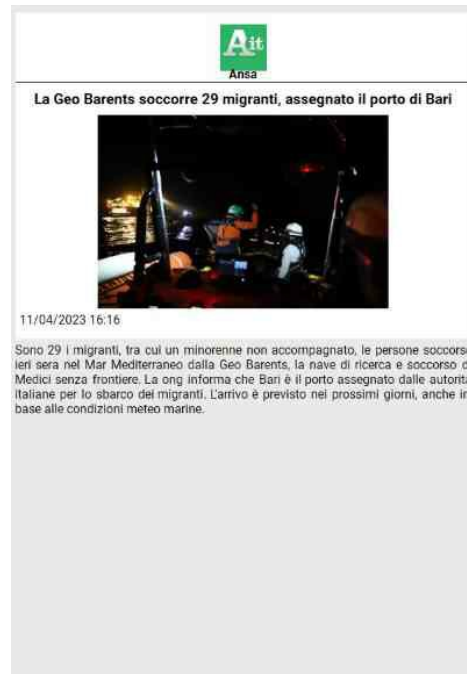 Ait
Ansa
La Geo Barents soccorre 29 migranti, assegnato il porto di Bari
11/04/2023 16:16
Sono 29 i migranti, tra cui un minorenne non accompagnato, le persone soccorse
ieri sera nel Mar Mediterraneo dalla Geo Barents, la nave di ricerca e soccorso d
Medici senza frontiere. La ong informa che Bari è il porto assegnato dalle autorità
italiane per lo sbarco dei migranti. L'arrivo è previsto nei prossimi giorni, anche in
base alle condizioni meteo marine.